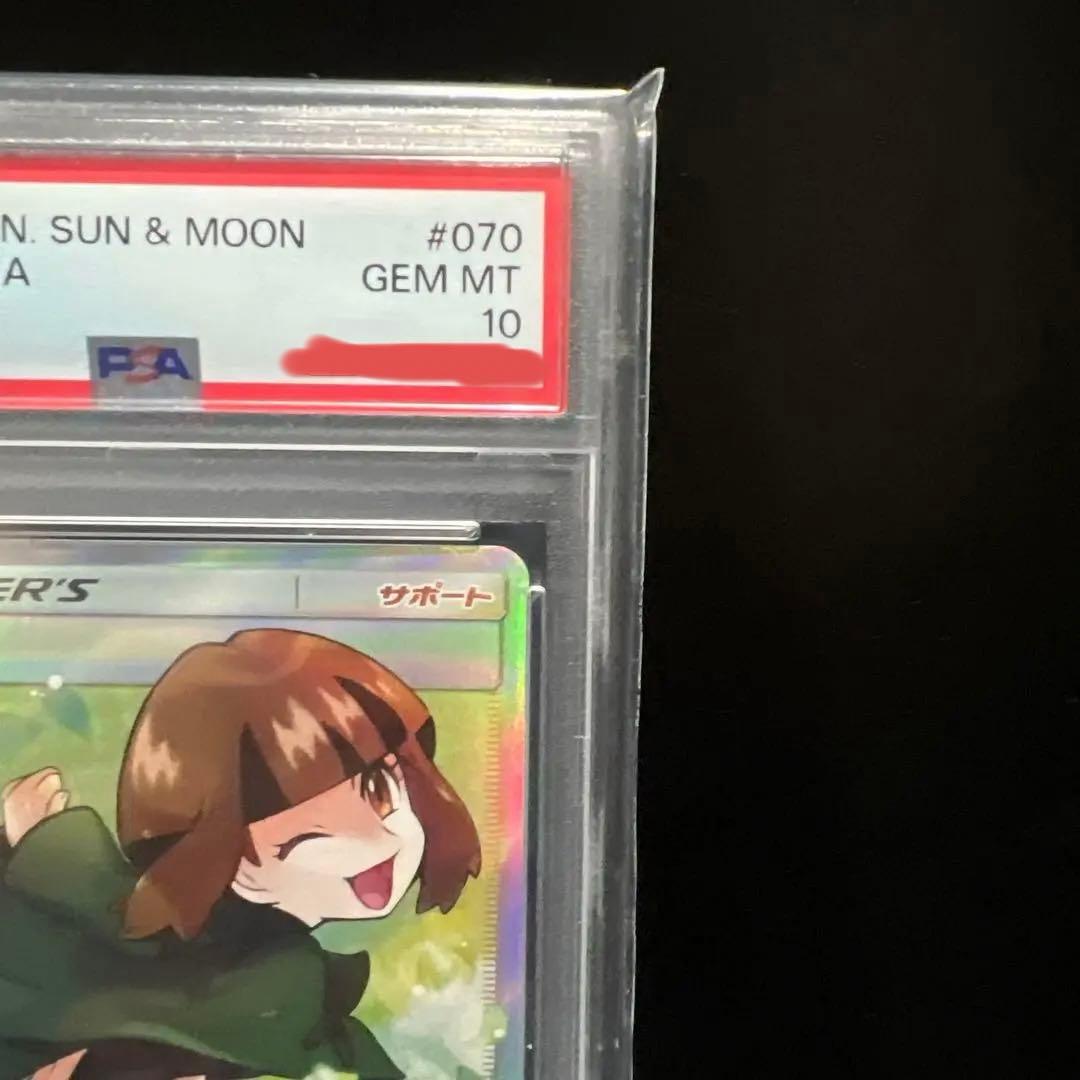 N. SUN & MOON #070
A GEM MT
10
PSA
ER'S サポート